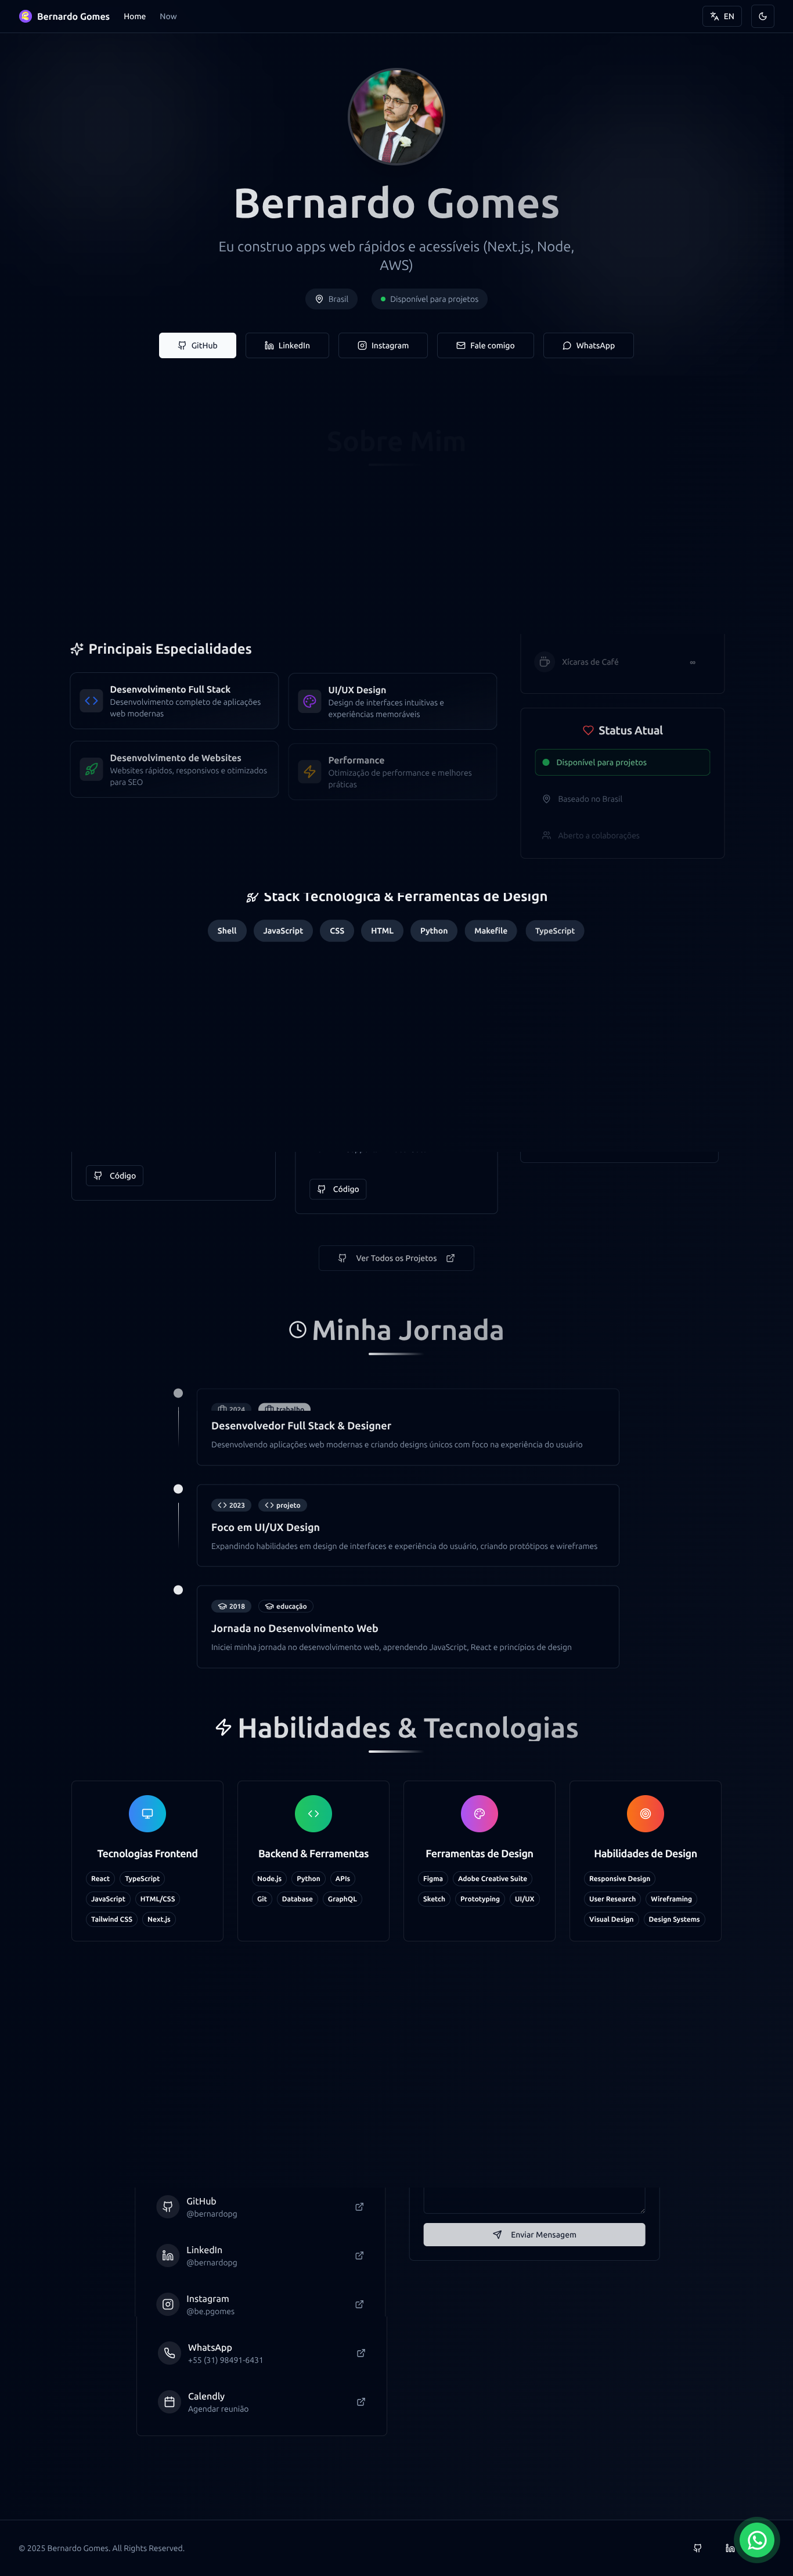 Bernardo Gomes
Home
Now
EN
Bernardo Gomes
Eu construo apps web rápidos e acessíveis (Next.js, Node,
AWS)
Brasil
Disponível para projetos
GitHub
LinkedIn
Instagram
Fale comigo
WhatsApp
Sobre Mim
Principais Especialidades
Desenvolvimento Full Stack
Desenvolvimento completo de aplicações
web modernas
UI/UX Design
Design de interfaces intuitivas e
experiências memoráveis
Desenvolvimento de Websites
Websites rápidos, responsivos e otimizados
para SEO
Performance
Otimização de performance e melhores
práticas
Xícaras de Café
∞
Status Atual
Disponível para projetos
Baseado no Brasil
Aberto a colaborações
Stack Tecnológica & Ferramentas de Design
Shell
JavaScript
CSS
HTML
Python
Makefile
TypeScript
Código
Código
Ver Todos os Projetos
Minha Jornada
2024
trabalho
Desenvolvedor Full Stack & Designer
Desenvolvendo aplicações web modernas e criando designs únicos com foco na experiência do usuário
2023
projeto
Foco em UI/UX Design
Expandindo habilidades em design de interfaces e experiência do usuário, criando protótipos e wireframes
2018
educação
Jornada no Desenvolvimento Web
Iniciei minha jornada no desenvolvimento web, aprendendo JavaScript, React e princípios de design
Habilidades & Tecnologias
Tecnologias Frontend
React
TypeScript
JavaScript
HTML/CSS
Tailwind CSS
Next.js
Backend & Ferramentas
Node.js
Python
APIs
Git
Database
GraphQL
Ferramentas de Design
Figma
Adobe Creative Suite
Sketch
Prototyping
UI/UX
Habilidades de Design
Responsive Design
User Research
Wireframing
Visual Design
Design Systems
GitHub
@bernardopg
LinkedIn
@bernardopg
Instagram
@be.pgomes
WhatsApp
+55 (31) 98491-6431
Calendly
Agendar reunião
Enviar Mensagem
© 2025 Bernardo Gomes. All Rights Reserved.